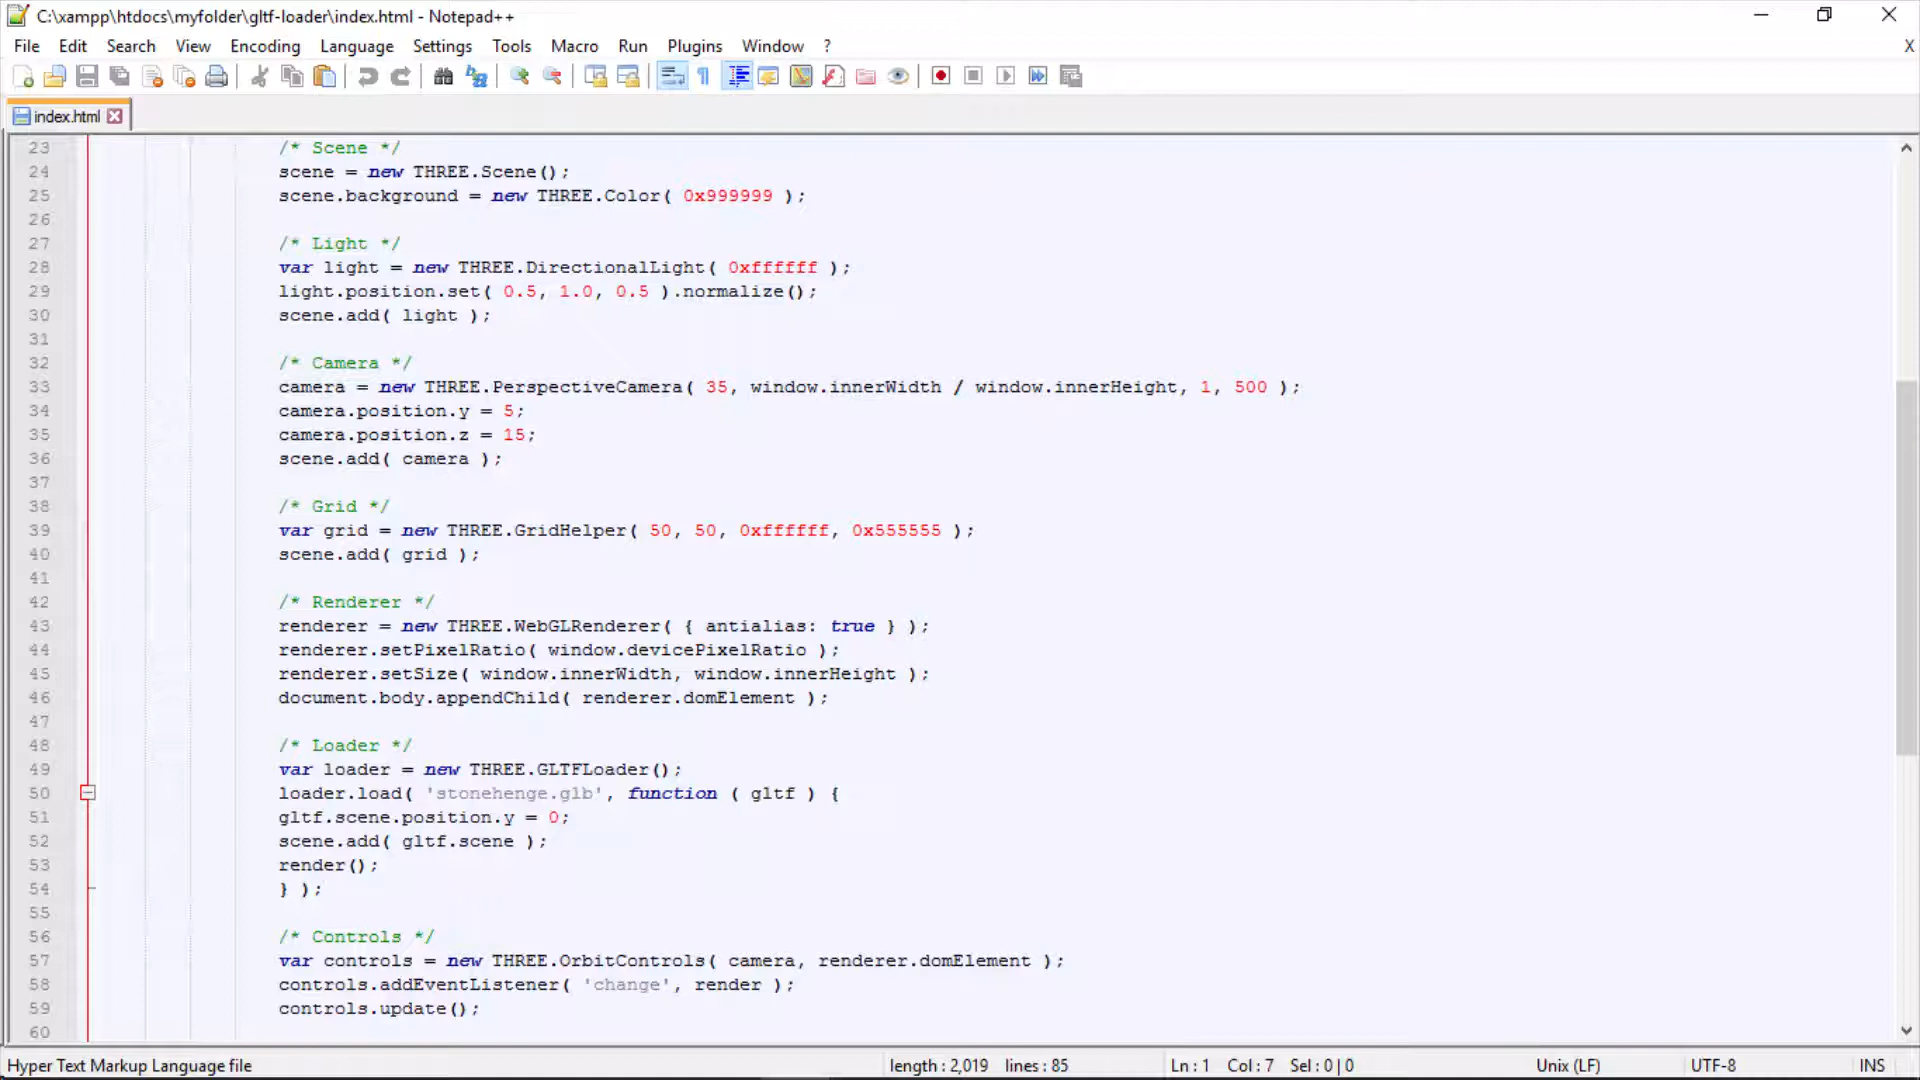 C:\xampp\htdocs\myfolder\gltf-loader\index.html - Notepad++
File Edit Search View Encoding Language Settings Tools Macro Run Plugins Window ? X
index.html
23 /* Scene */
24 scene = new THREE.Scene();
25 scene.background = new THREE.Color( 0x999999 );
26
27 /* Light */
28 var light = new THREE.DirectionalLight( 0xffffff );
29 light.position.set( 0.5, 1.0, 0.5 ).normalize();
30 scene.add( light );
31
32 /* Camera */
33 camera = new THREE.PerspectiveCamera( 35, window.innerWidth / window.innerHeight, 1, 500 );
34 camera.position.y = 5;
35 camera.position.z = 15;
36 scene.add( camera );
37
38 /* Grid */
39 var grid = new THREE.GridHelper( 50, 50, 0xffffff, 0x555555 );
40 scene.add( grid );
41
42 /* Renderer */
43 renderer = new THREE.WebGLRenderer( { antialias: true } );
44 renderer.setPixelRatio( window.devicePixelRatio );
45 renderer.setSize( window.innerWidth, window.innerHeight );
46 document.body.appendChild( renderer.domElement );
47
48 /* Loader */
49 var loader = new THREE.GLTFLoader();
50 loader.load( 'stonehenge.glb', function ( gltf ) {
51 gltf.scene.position.y = 0;
52 scene.add( gltf.scene );
53 render();
54 } );
55
56 /* Controls */
57 var controls = new THREE.OrbitControls( camera, renderer.domElement );
58 controls.addEventListener( 'change', render );
59 controls.update();
60
Hyper Text Markup Language file length : 2,019 lines : 85 Ln : 1 Col : 7 Sel : 0 | 0 Unix (LF) UTF-8 INS